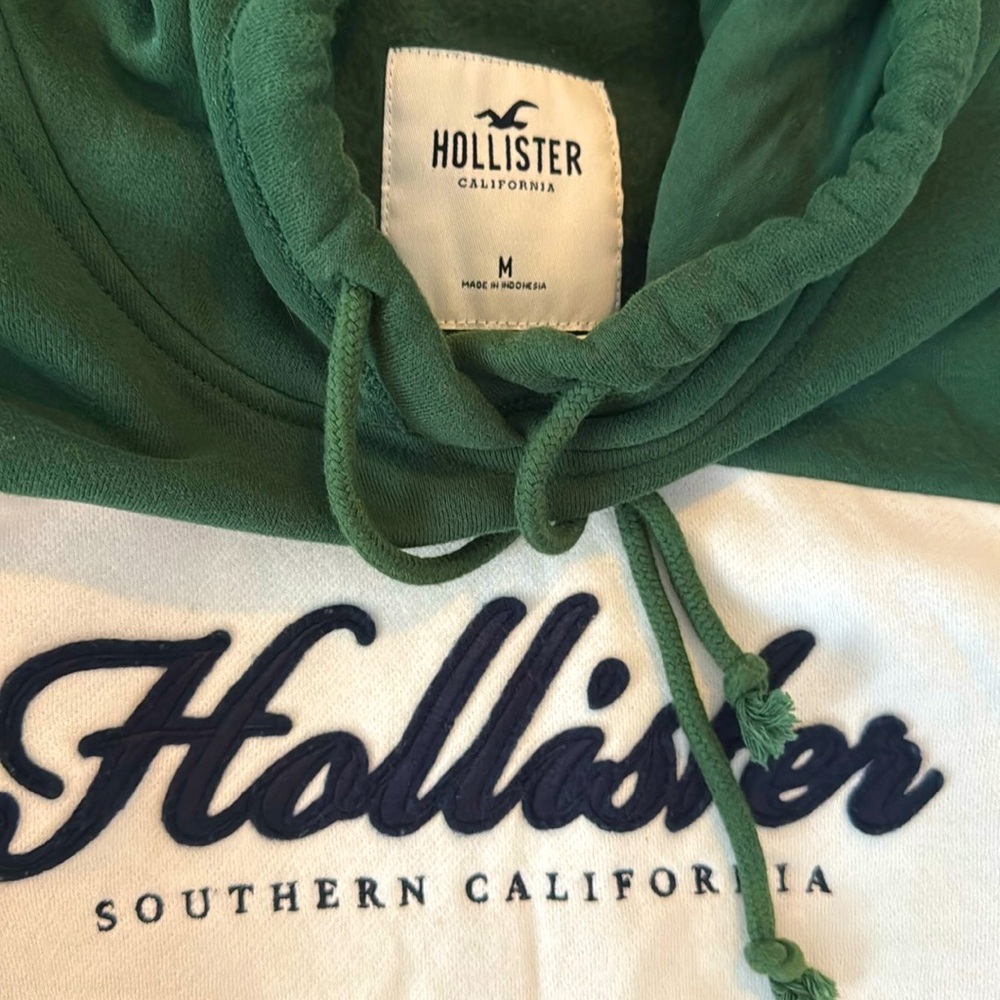 HOLLISTER
CALIFORNIA
M
MADE IN INDONESIA
Hollister
SOUTHERN CALIFORNIA